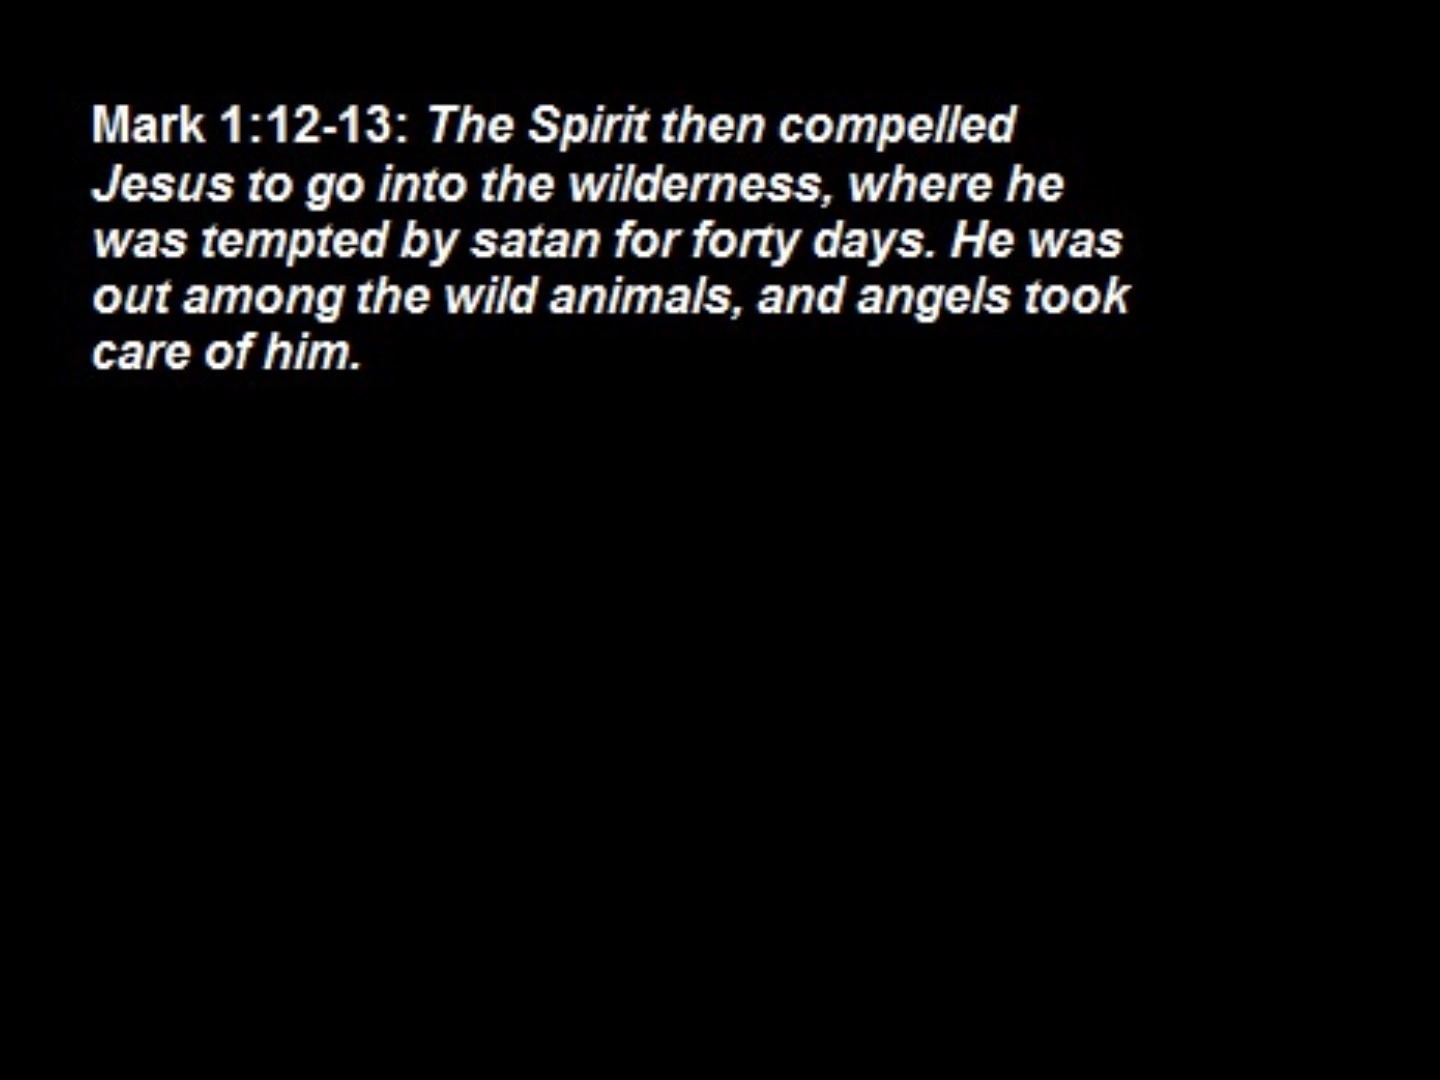 Mark 1:12-13: The Spirit then compelled
Jesus to go into the wilderness, where he
was tempted by satan for forty days. He was
out among the wild animals, and angels took
care of him.